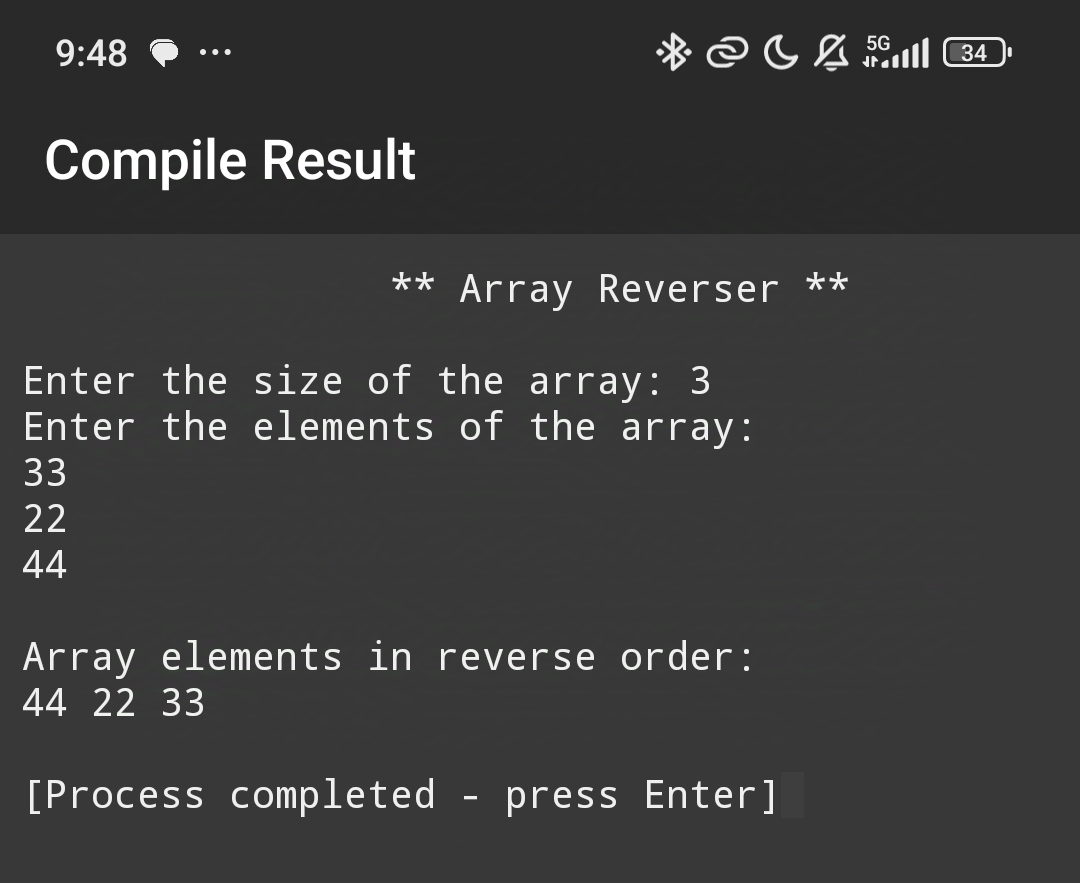 9:48 ... 5G 34
Compile Result
** Array Reverser **
Enter the size of the array: 3
Enter the elements of the array:
33
22
44
Array elements in reverse order:
44 22 33
[Process completed - press Enter]